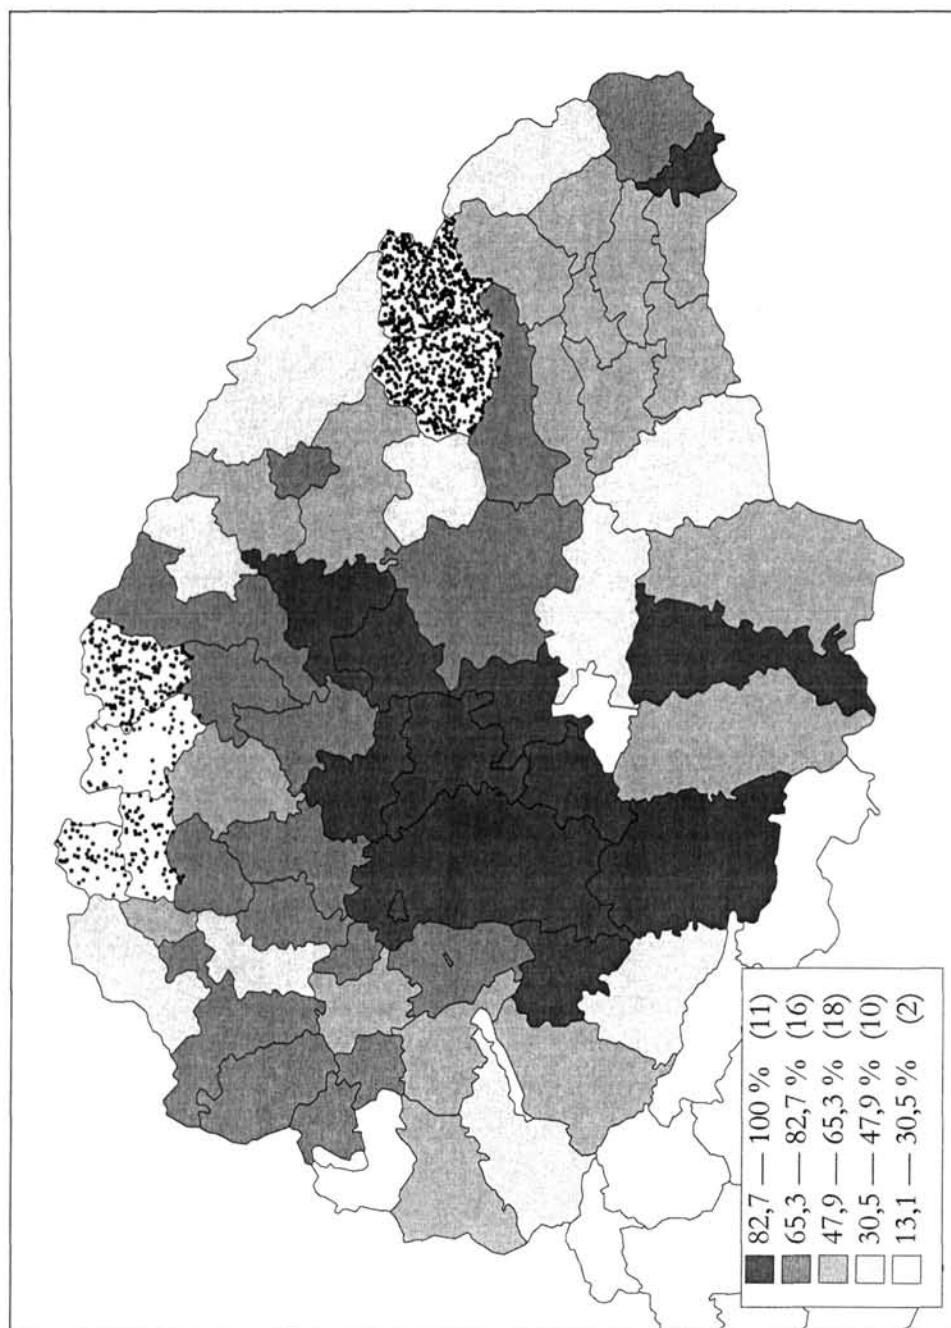 82,7 — 100 % (11)
65,3 — 82,7 % (16)
47,9 — 65,3 % (18)
30,5 — 47,9 % (10)
13,1 — 30,5 % (2)